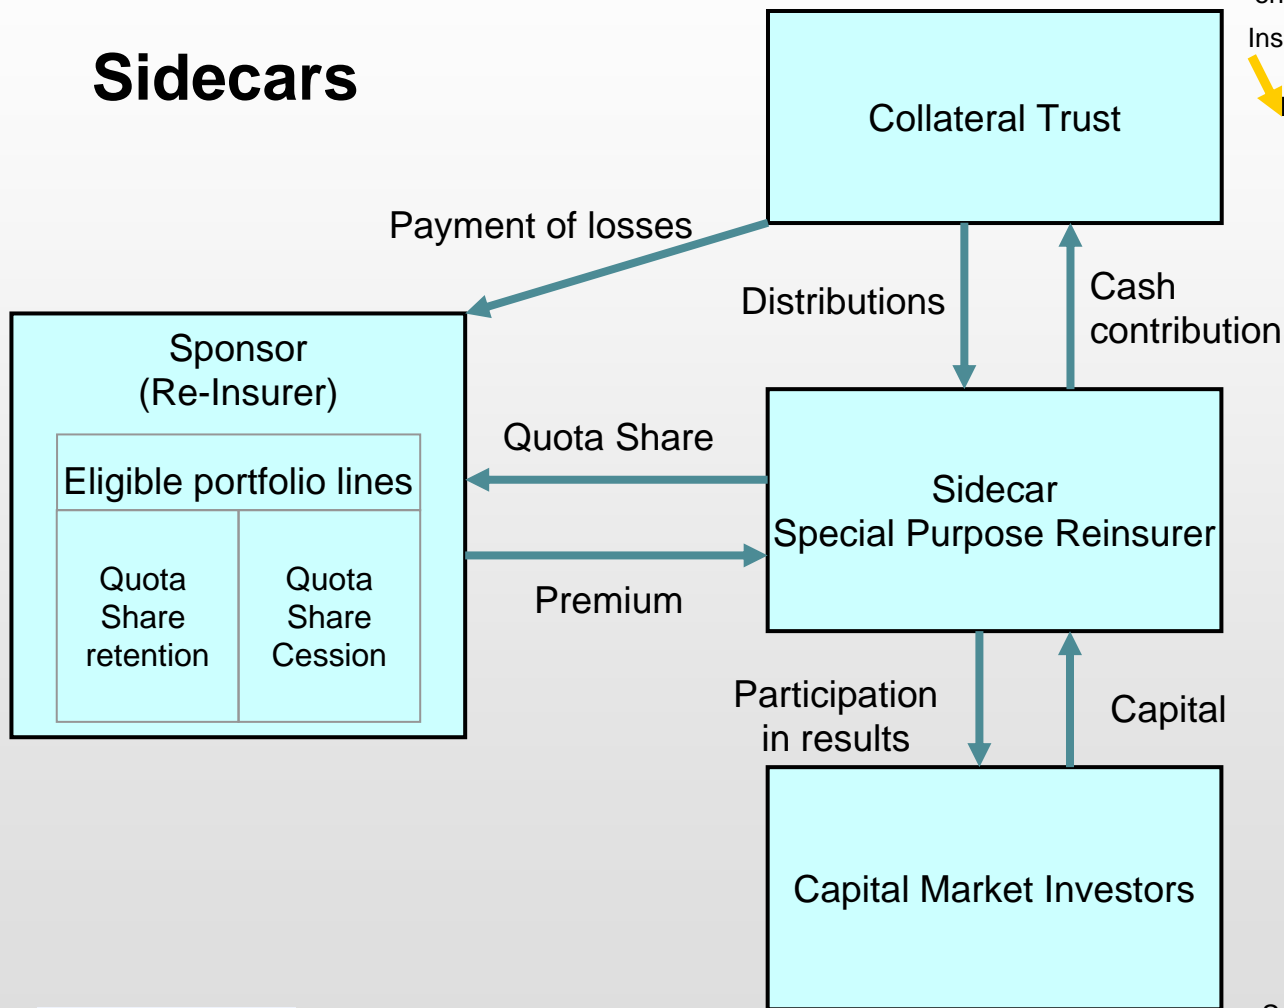 Sidecars
Ins
Collateral Trust
Payment of losses
Distributions
Cash
contribution
Sponsor
(Re-Insurer)
Eligible portfolio lines
Quota
Share
retention
Quota
Share
Cession
Quota Share
Premium
Sidecar
Special Purpose Reinsurer
Participation
in results
Capital
Capital Market Investors